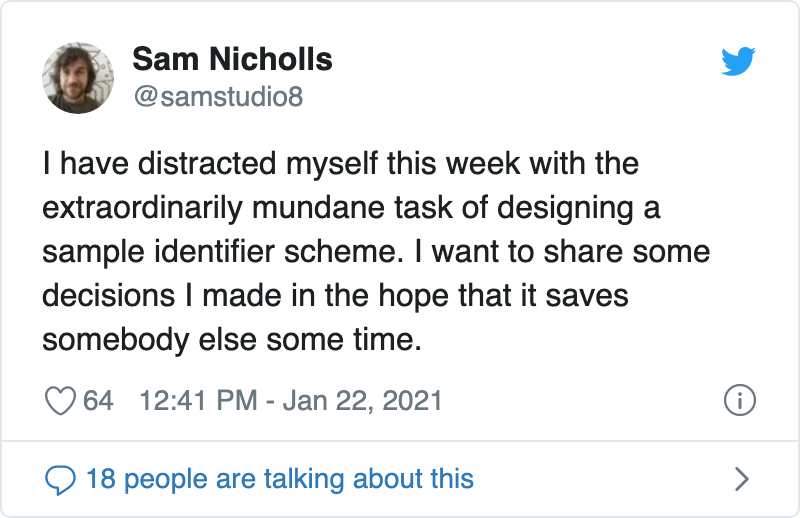 Sam Nicholls
@samstudio8
I have distracted myself this week with the
extraordinarily mundane task of designing a
sample identifier scheme. I want to share some
decisions I made in the hope that it saves
somebody else some time.
64 12:41 PM - Jan 22, 2021
18 people are talking about this